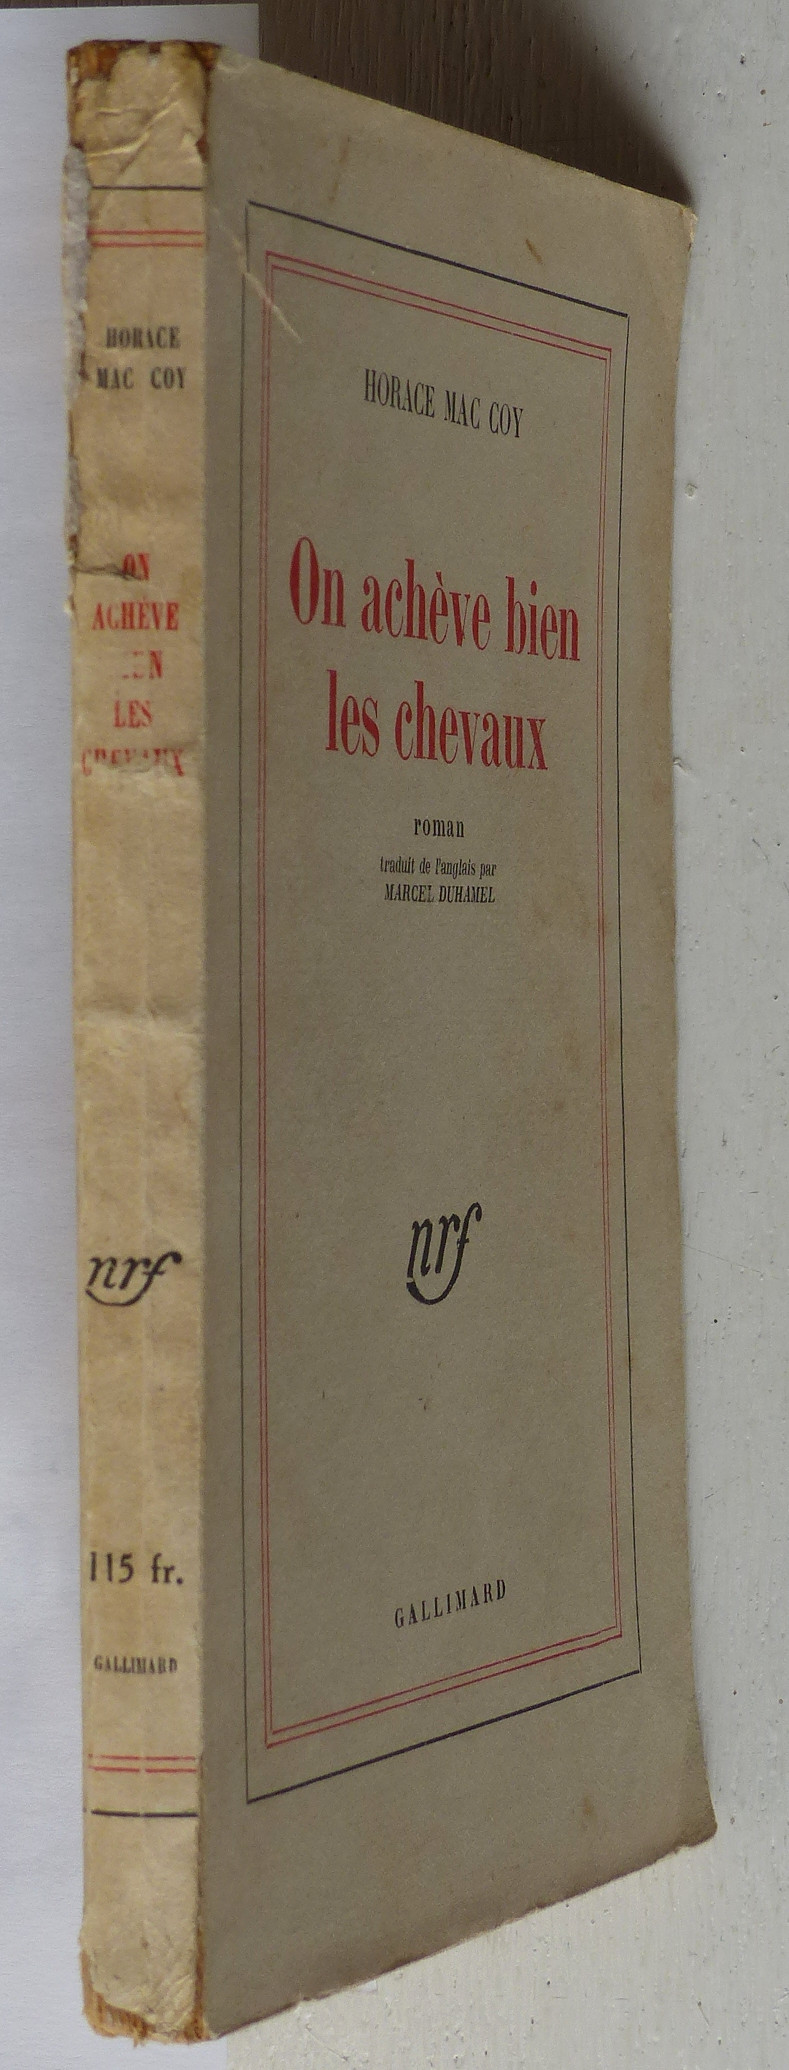 HORACE
MAC COY
ON
ACHÈVE
LES
nrf
115 fr.
GALLIMARD
HORACE MAC COY
On achève bien
les chevaux
roman
traduit de l'anglais par
MARCEL DUHAMEL
nrf
GALLIMARD